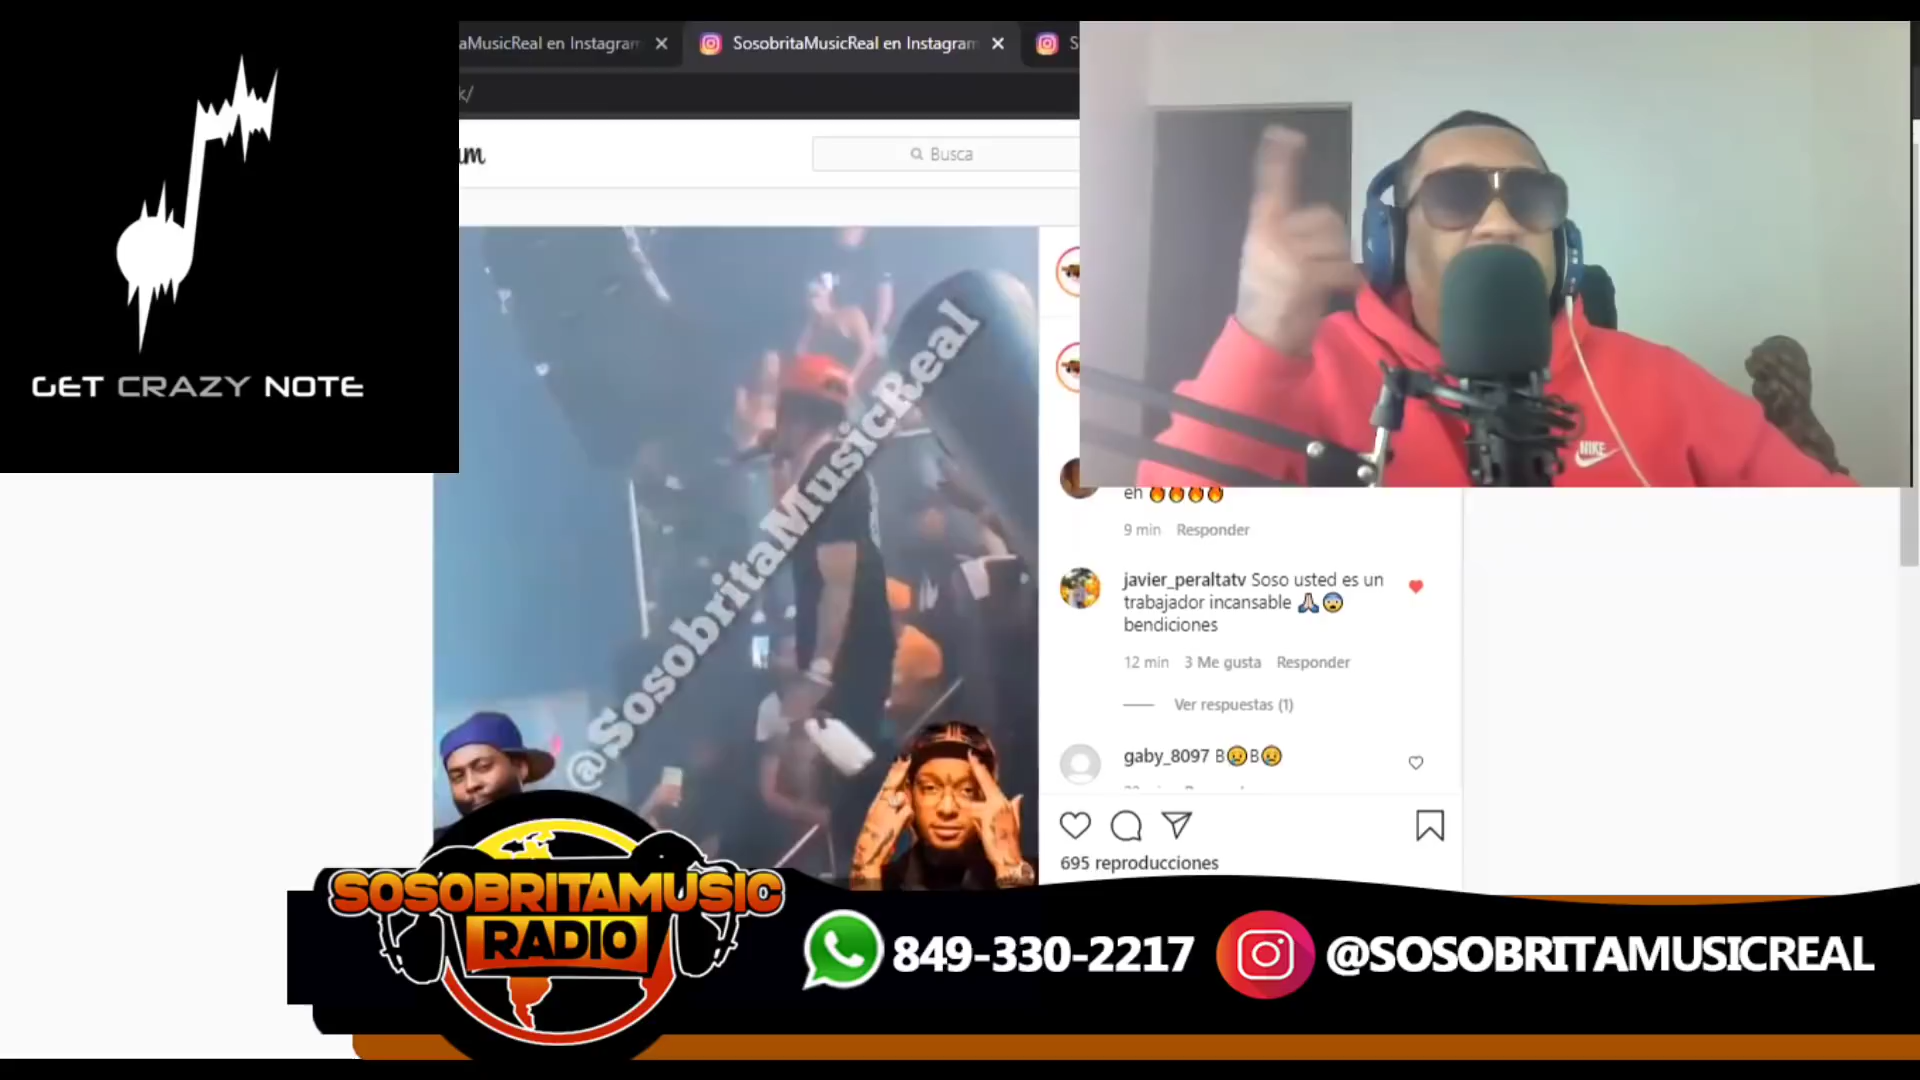 aMusicReal en Instagram
SosobritaMusicReal en Instagram
S
k/
am
Busca
GET CRAZY NOTE
@SosobritaMusicReal
NIKE
eh 🔥🔥🔥🔥
9 min Responder
javier_peraltatv Soso usted es un
trabajador incansable 🙏🏻😨
bendiciones
12 min 3 Me gusta Responder
Ver respuestas (1)
gaby_8097 B😢B😢
695 reproducciones
SOSOBRITAMUSIC
RADIO
849-330-2217
@SOSOBRITAMUSICREAL